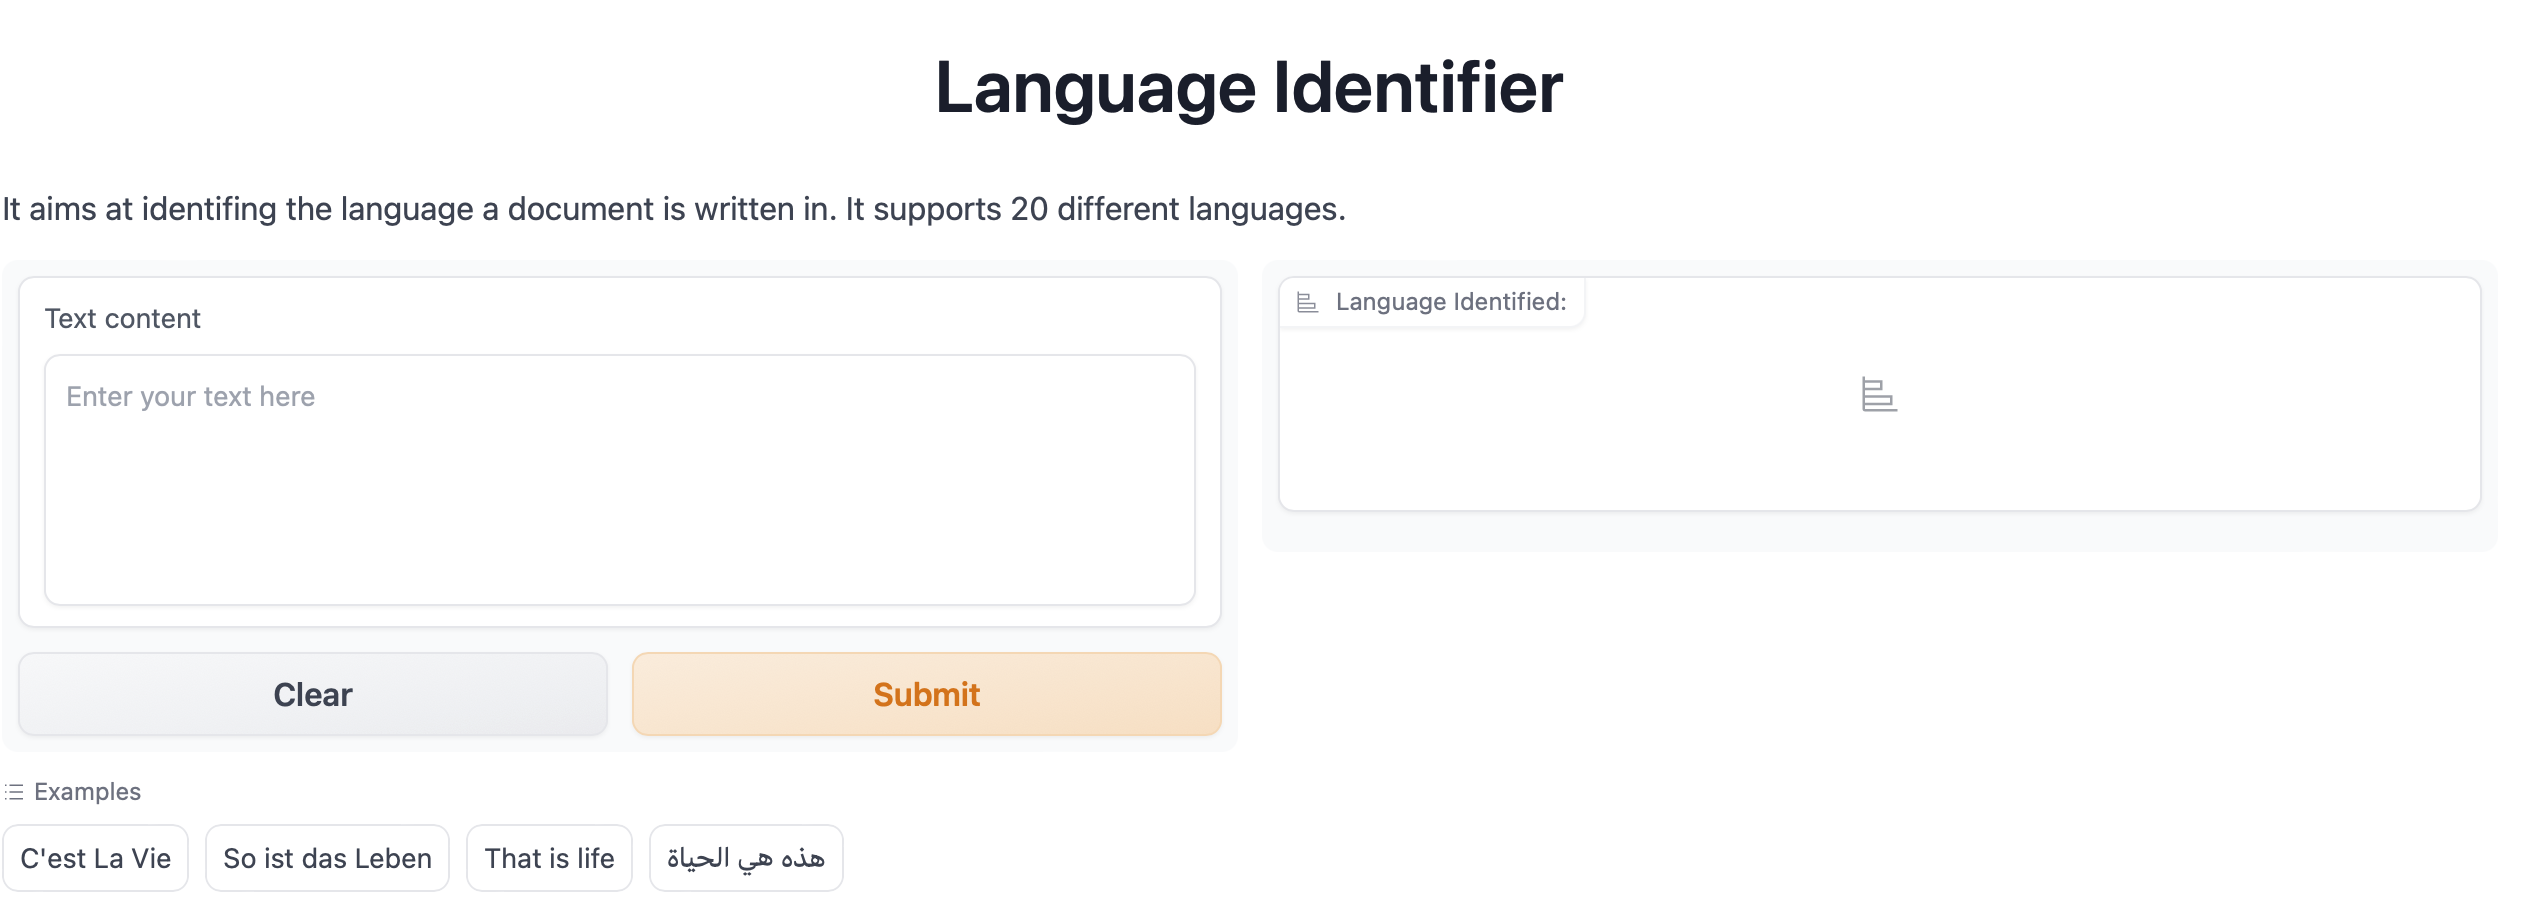 Language Identifier
It aims at identifing the language a document is written in. It supports 20 different languages.
Text content
Enter your text here
Clear
Submit
Language Identified:
Examples
C'est La Vie
So ist das Leben
That is life
هذه هي الحياة